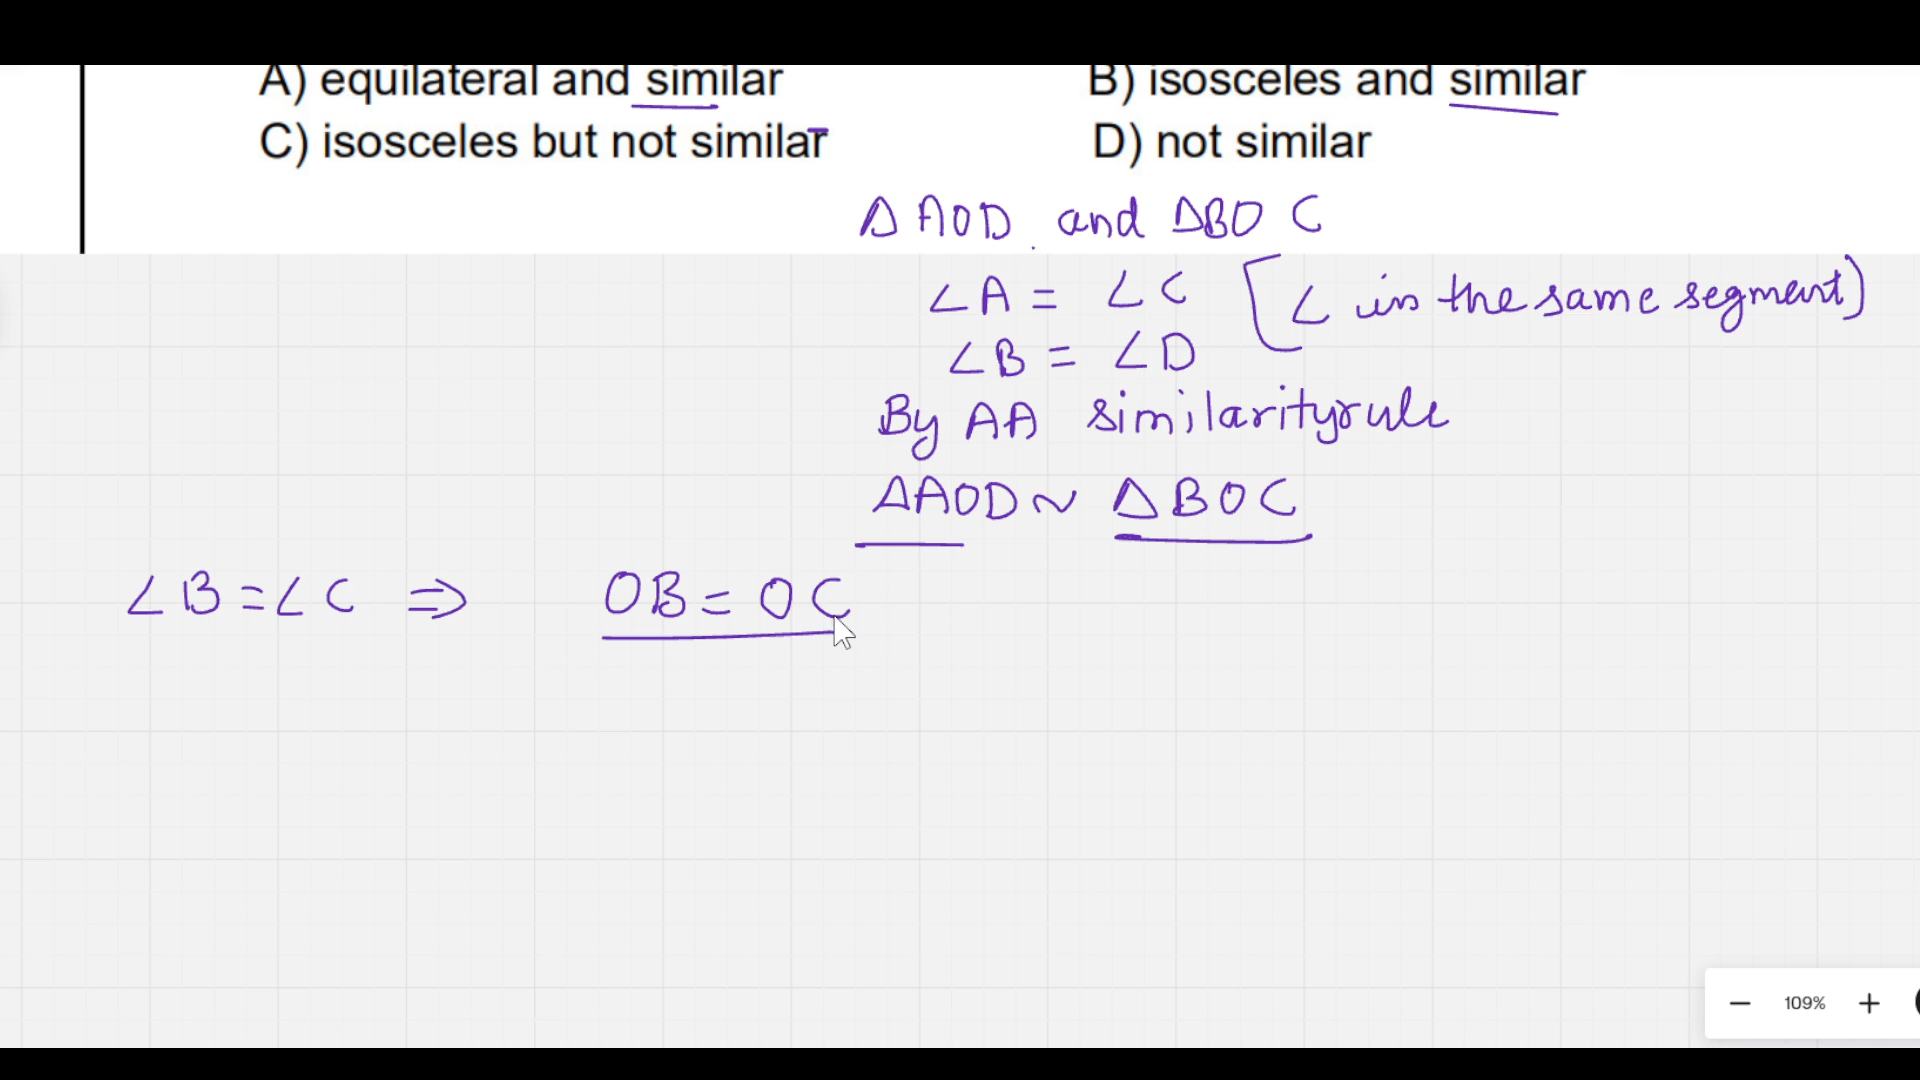 A) equilateral and similar
B) isosceles and similar
C) isosceles but not similar
D) not similar
Δ AOD and ΔBOC
∠A = ∠C [∠ in the same segment)
∠B = ∠D
By AA similarity rule
ΔAOD ~ ΔBOC
∠B = ∠C ⇒ OB = OC
− 109% +